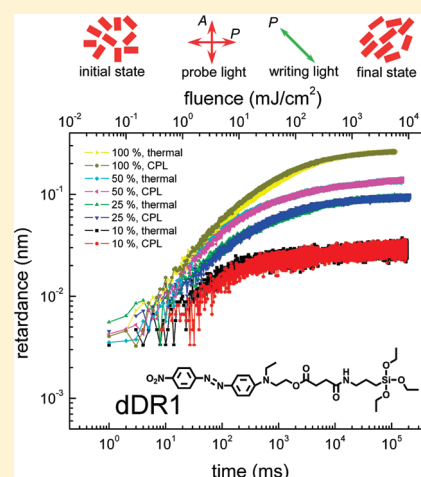 A
P
P
initial state
probe light
writing light
final state
fluence (mJ/cm²)
10⁻² 10⁻¹ 10⁰ 10¹ 10² 10³ 10⁴
100 %, thermal
100 %, CPL
50 %, thermal
50 %, CPL
25 %, thermal
25 %, CPL
10 %, thermal
10 %, CPL
retardance (nm)
10⁻¹
10⁻²
10⁻³
O₂N
N
N
N
O
O
O
N
H
Si
O
O
O
dDR1
10⁰ 10¹ 10² 10³ 10⁴ 10⁵
time (ms)